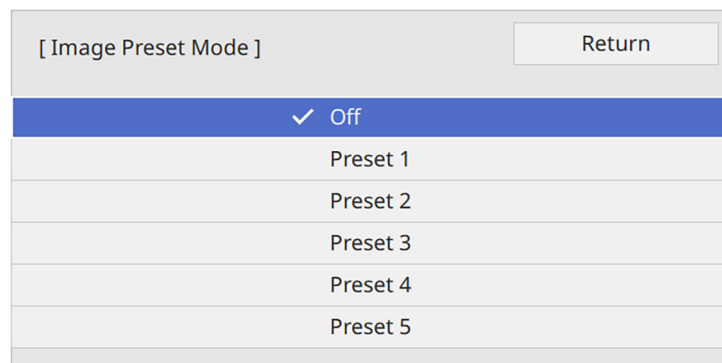 [ Image Preset Mode ]
Return
Off
Preset 1
Preset 2
Preset 3
Preset 4
Preset 5